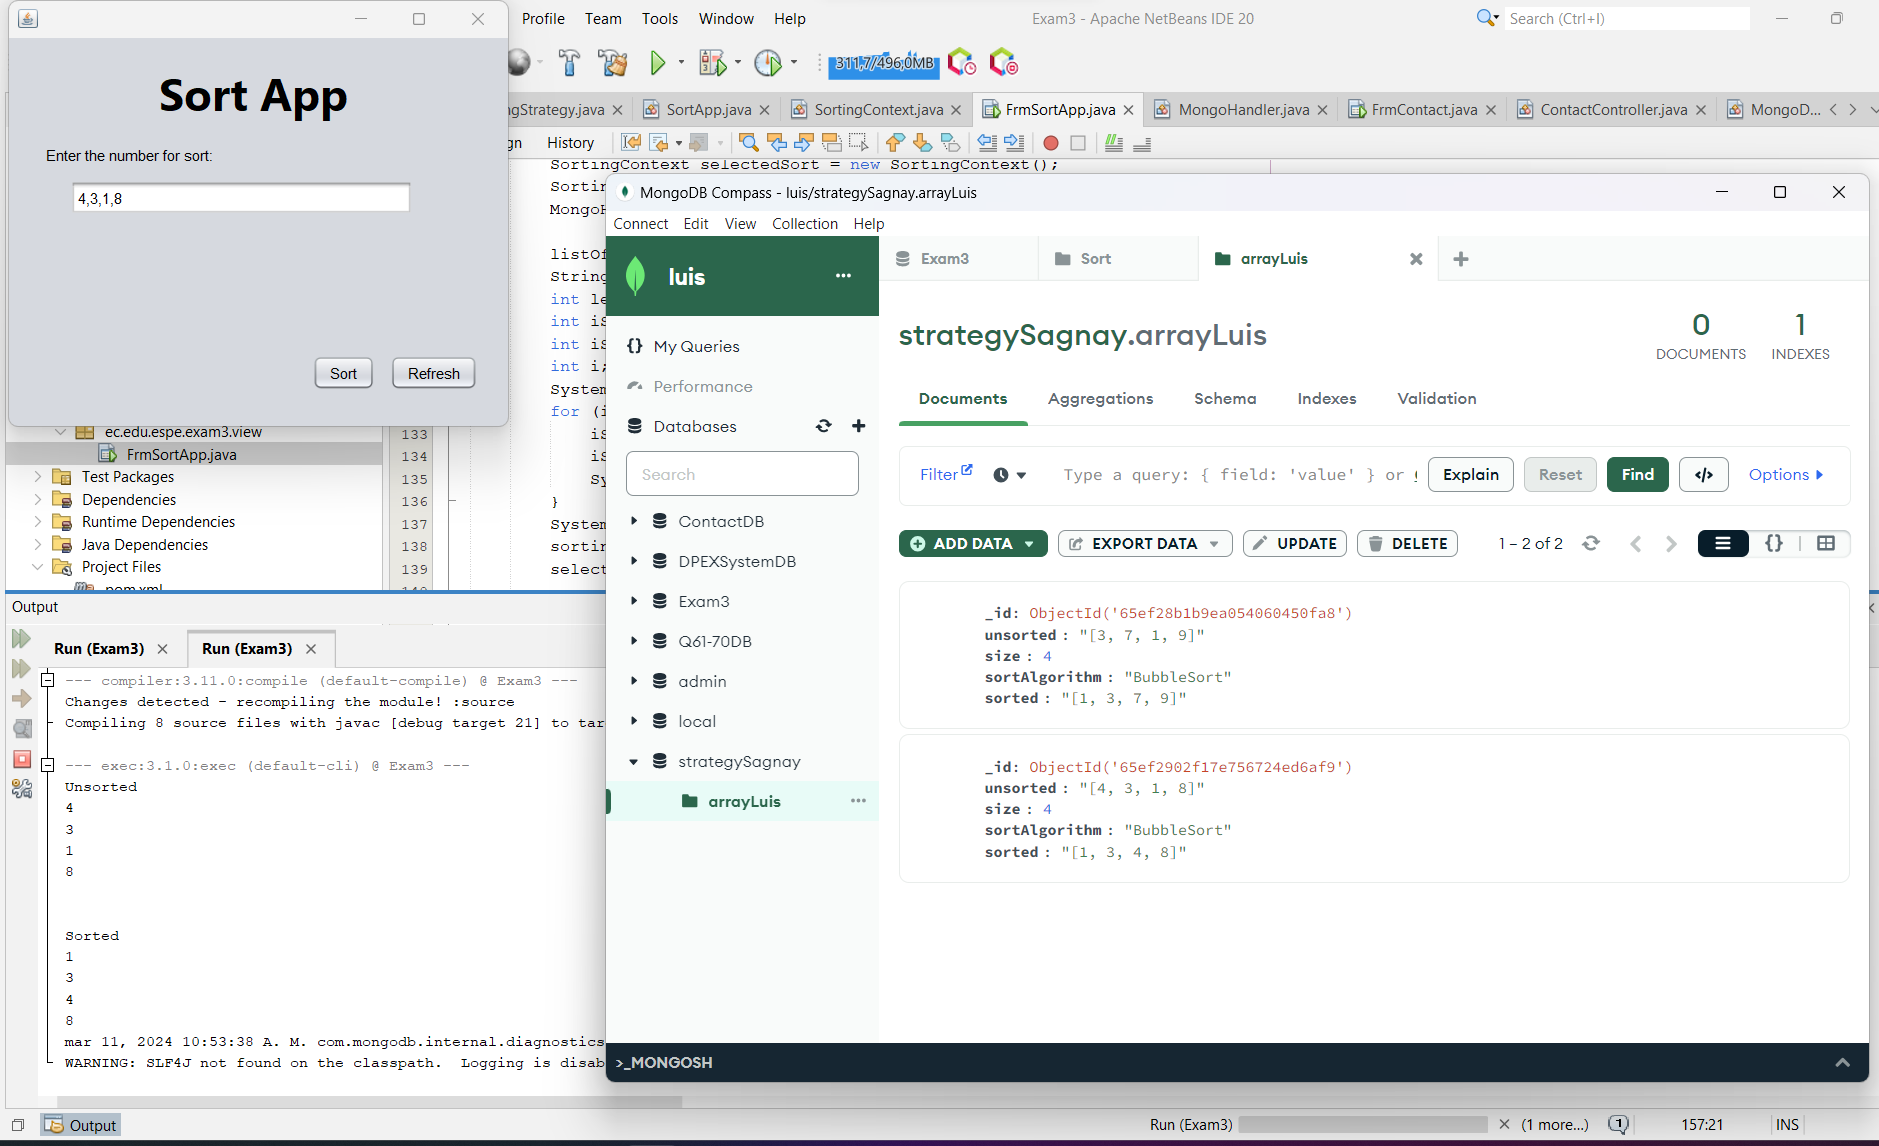 Profile Team Tools Window Help
Exam3 - Apache NetBeans IDE 20
Search (Ctrl+I)
311,7/496,0MB
Sort App
Enter the number for sort:
4,3,1,8
Sort
Refresh
ngStrategy.java
SortApp.java
SortingContext.java
FrmSortApp.java
MongoHandler.java
FrmContact.java
ContactController.java
MongoD...
gn
History
SortingContext selectedSort = new SortingContext();
Sortin
MongoH
listOf
String
int le
int iS
int iS
int i;
System
for (i
133 iS
134 iS
135 Sy
136 }
137 System
138 sortin
139 select
ec.edu.espe.exam3.view
FrmSortApp.java
Test Packages
Dependencies
Runtime Dependencies
Java Dependencies
Project Files
pom.xml
Output
Run (Exam3)
Run (Exam3)
--- compiler:3.11.0:compile (default-compile) @ Exam3 ---
Changes detected - recompiling the module! :source
Compiling 8 source files with javac [debug target 21] to tar
--- exec:3.1.0:exec (default-cli) @ Exam3 ---
Unsorted
4
3
1
8
Sorted
1
3
4
8
mar 11, 2024 10:53:38 A. M. com.mongodb.internal.diagnostics
WARNING: SLF4J not found on the classpath.  Logging is disab
MongoDB Compass - luis/strategySagnay.arrayLuis
Connect Edit View Collection Help
luis
...
My Queries
Performance
Databases
Search
ContactDB
DPEXSystemDB
Exam3
Q61-70DB
admin
local
strategySagnay
arrayLuis
...
Exam3
Sort
arrayLuis
strategySagnay.arrayLuis
0
DOCUMENTS
1
INDEXES
Documents
Aggregations
Schema
Indexes
Validation
Filter
Type a query: { field: 'value' } or
Explain
Reset
Find
</>
Options
ADD DATA
EXPORT DATA
UPDATE
DELETE
1 – 2 of 2
{}
_id: ObjectId('65ef28b1b9ea054060450fa8')
unsorted : "[3, 7, 1, 9]"
size : 4
sortAlgorithm : "BubbleSort"
sorted : "[1, 3, 7, 9]"
_id: ObjectId('65ef2902f17e756724ed6af9')
unsorted : "[4, 3, 1, 8]"
size : 4
sortAlgorithm : "BubbleSort"
sorted : "[1, 3, 4, 8]"
>_MONGOSH
Output
Run (Exam3)
(1 more...)
1
157:21
INS